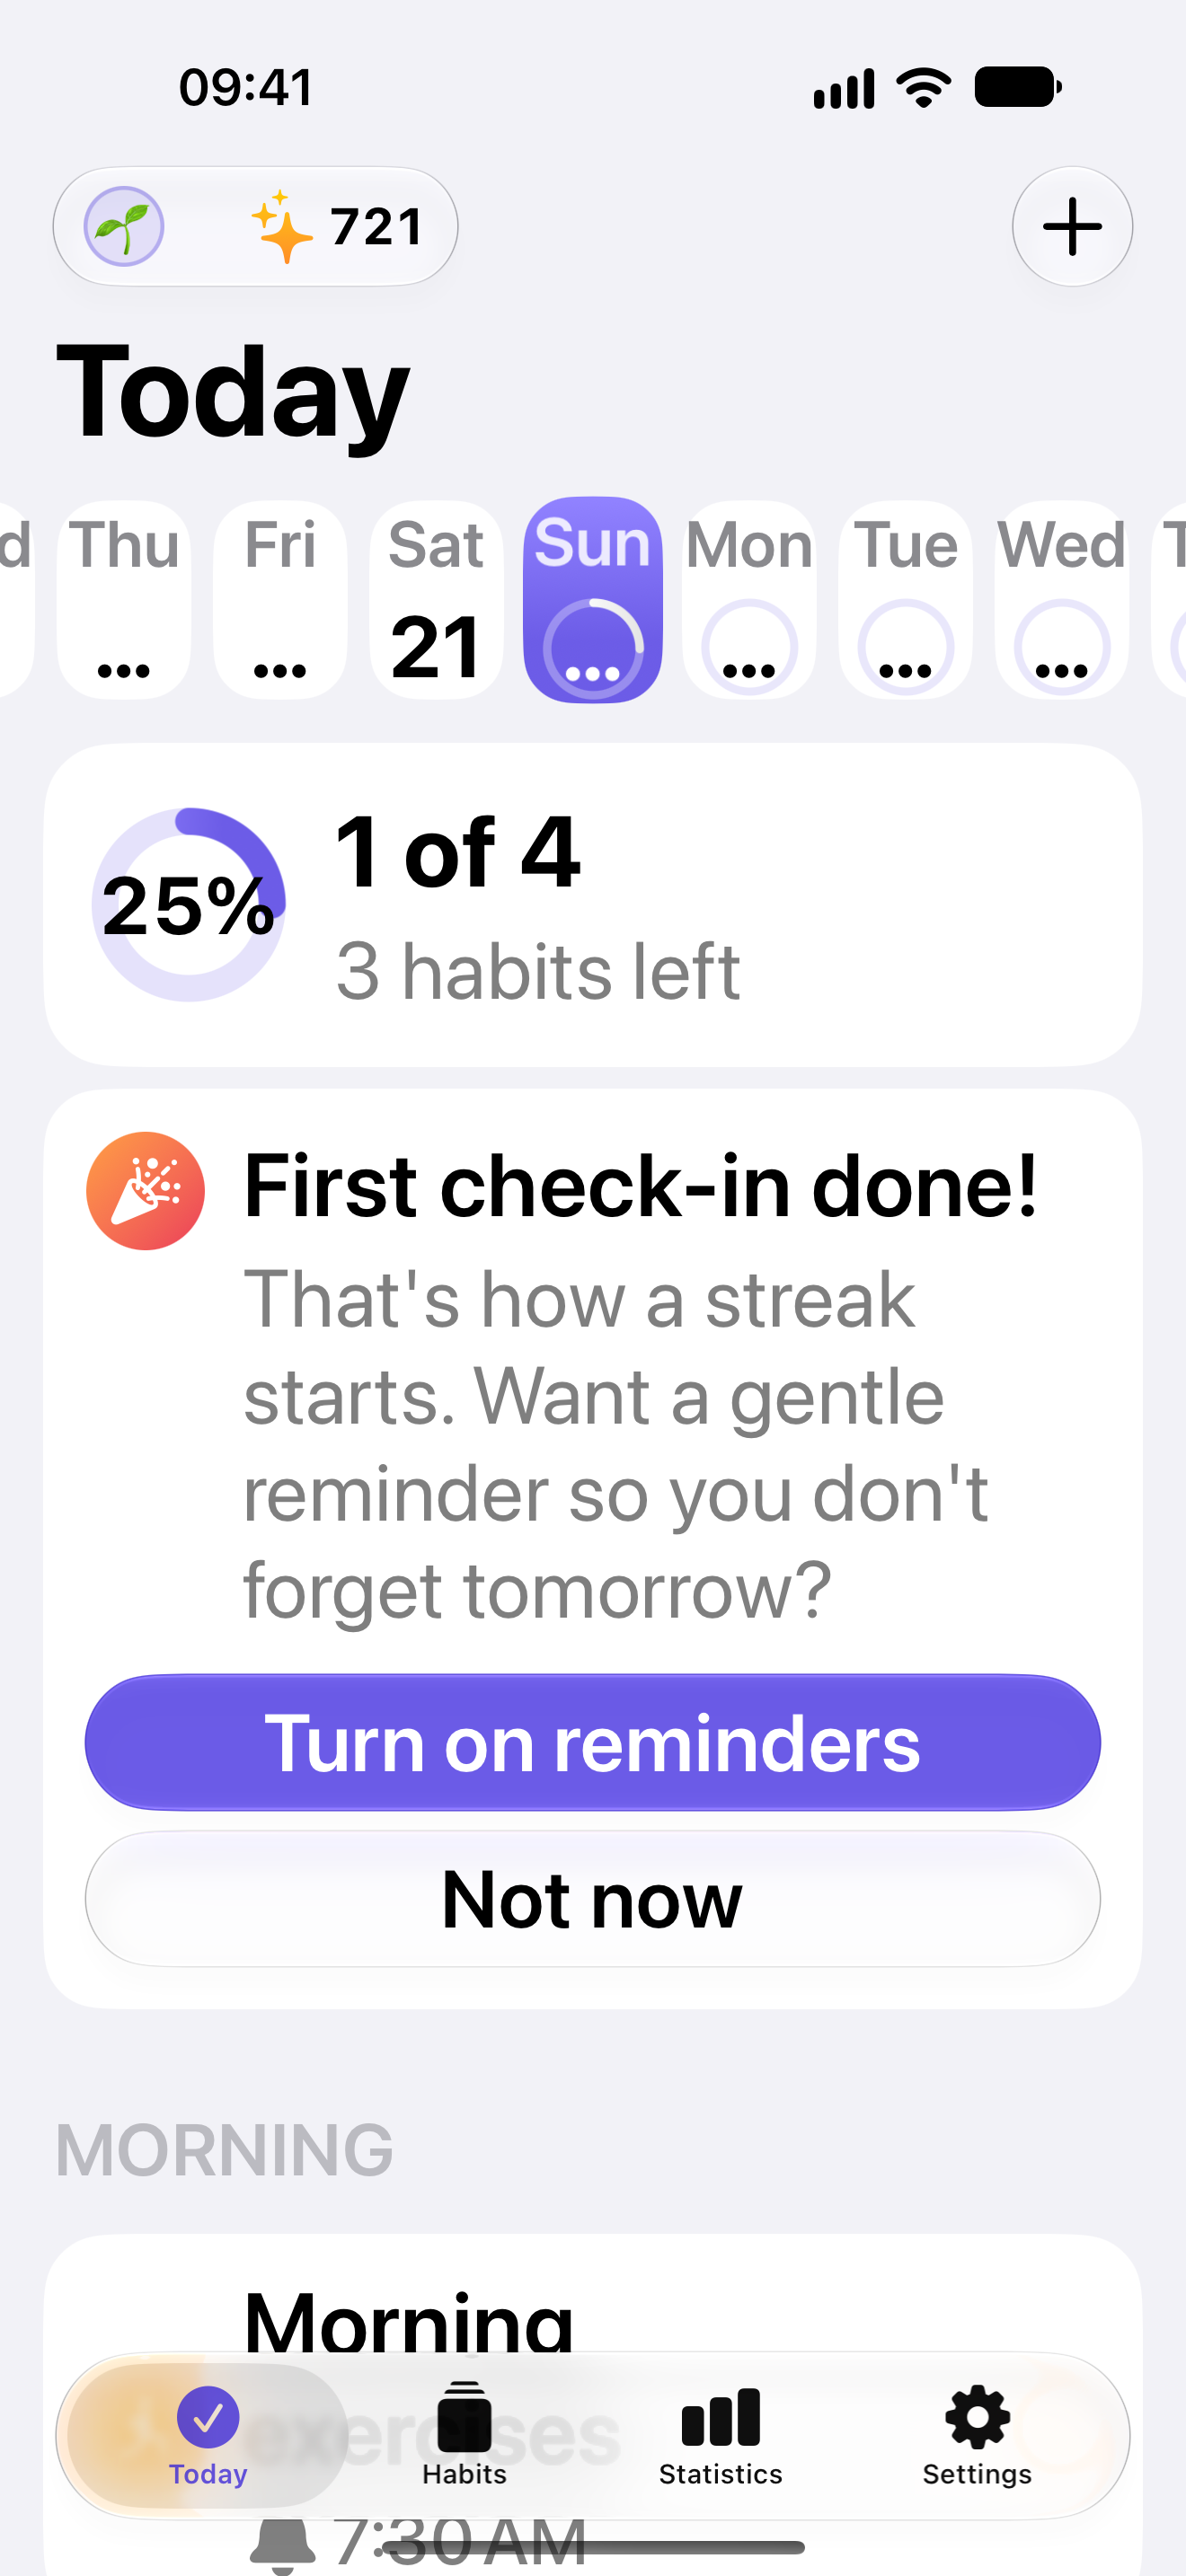 09:41
721
Today
d Thu Fri Sat Sun Mon Tue Wed T
... ... 21 ... ... ... ...
25%
1 of 4
3 habits left
First check-in done!
That's how a streak
starts. Want a gentle
reminder so you don't
forget tomorrow?
Turn on reminders
Not now
MORNING
Morning
exercises
Today Habits Statistics Settings
7:30 AM